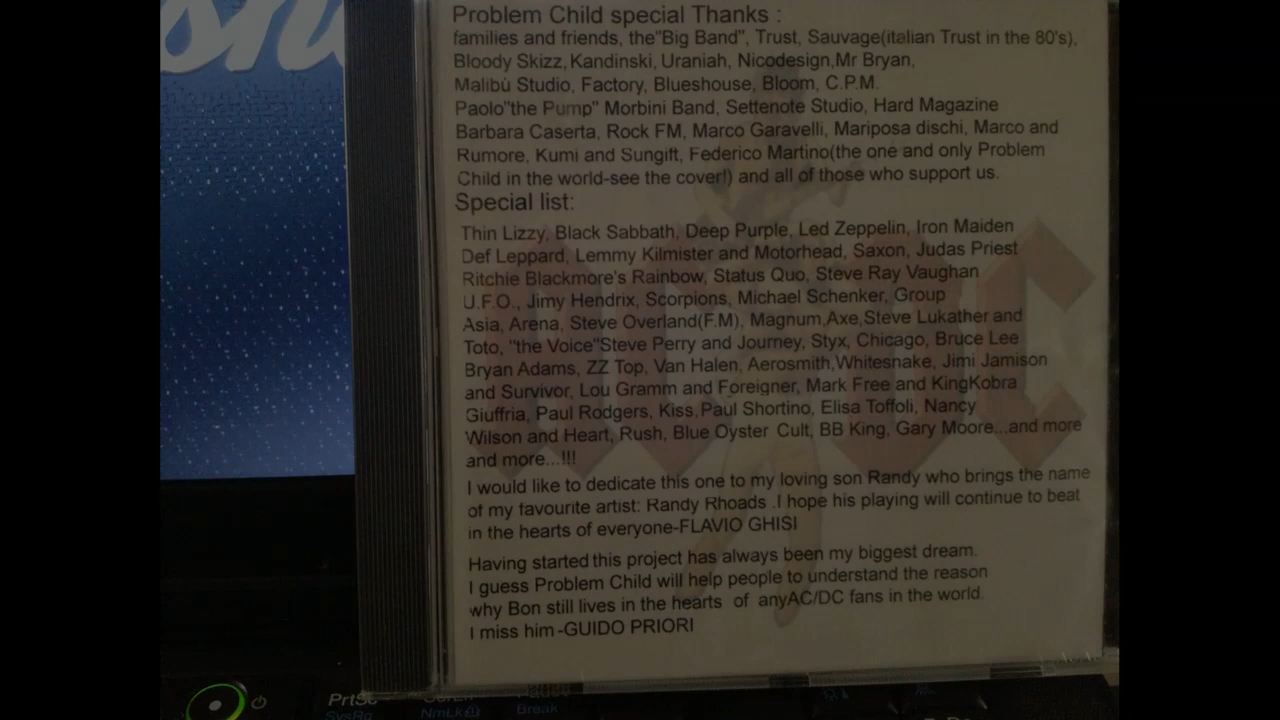 Problem Child special Thanks :
families and friends, the"Big Band", Trust, Sauvage(italian Trust in the 80's),
Bloody Skizz,Kandinski, Uraniah, Nicodesign,Mr Bryan,
Malibù Studio, Factory, Blueshouse, Bloom, C.P.M.
Paolo"the Pump" Morbini Band, Settenote Studio, Hard Magazine
Barbara Caserta, Rock FM, Marco Garavelli, Mariposa dischi, Marco and
Rumore, Kumi and Sungift, Federico Martino(the one and only Problem
Child in the world-see the cover!) and all of those who support us.
Special list:
Thin Lizzy, Black Sabbath, Deep Purple, Led Zeppelin, Iron Maiden
Def Leppard, Lemmy Kilmister and Motorhead, Saxon, Judas Priest
Ritchie Blackmore's Rainbow, Status Quo, Steve Ray Vaughan
U.F.O., Jimy Hendrix, Scorpions, Michael Schenker, Group
Asia, Arena, Steve Overland(F.M), Magnum,Axe,Steve Lukather and
Toto, "the Voice"Steve Perry and Journey, Styx, Chicago, Bruce Lee
Bryan Adams, ZZ Top, Van Halen, Aerosmith,Whitesnake, Jimi Jamison
and Survivor, Lou Gramm and Foreigner, Mark Free and KingKobra
Giuffria, Paul Rodgers, Kiss,Paul Shortino, Elisa Toffoli, Nancy
Wilson and Heart, Rush, Blue Oyster Cult, BB King, Gary Moore...and more
and more...!!!
I would like to dedicate this one to my loving son Randy who brings the name
of my favourite artist: Randy Rhoads .I hope his playing will continue to beat
in the hearts of everyone-FLAVIO GHISI
Having started this project has always been my biggest dream.
I guess Problem Child will help people to understand the reason
why Bon still lives in the hearts of anyAC/DC fans in the world.
I miss him-GUIDO PRIORI
PrtSc
SysRq
NmLk
Break